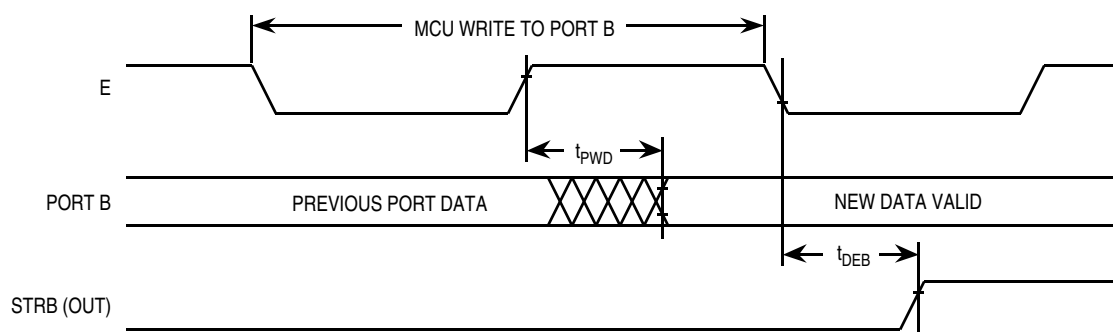 MCU WRITE TO PORT B
E
tPWD
PORT B
PREVIOUS PORT DATA
NEW DATA VALID
tDEB
STRB (OUT)